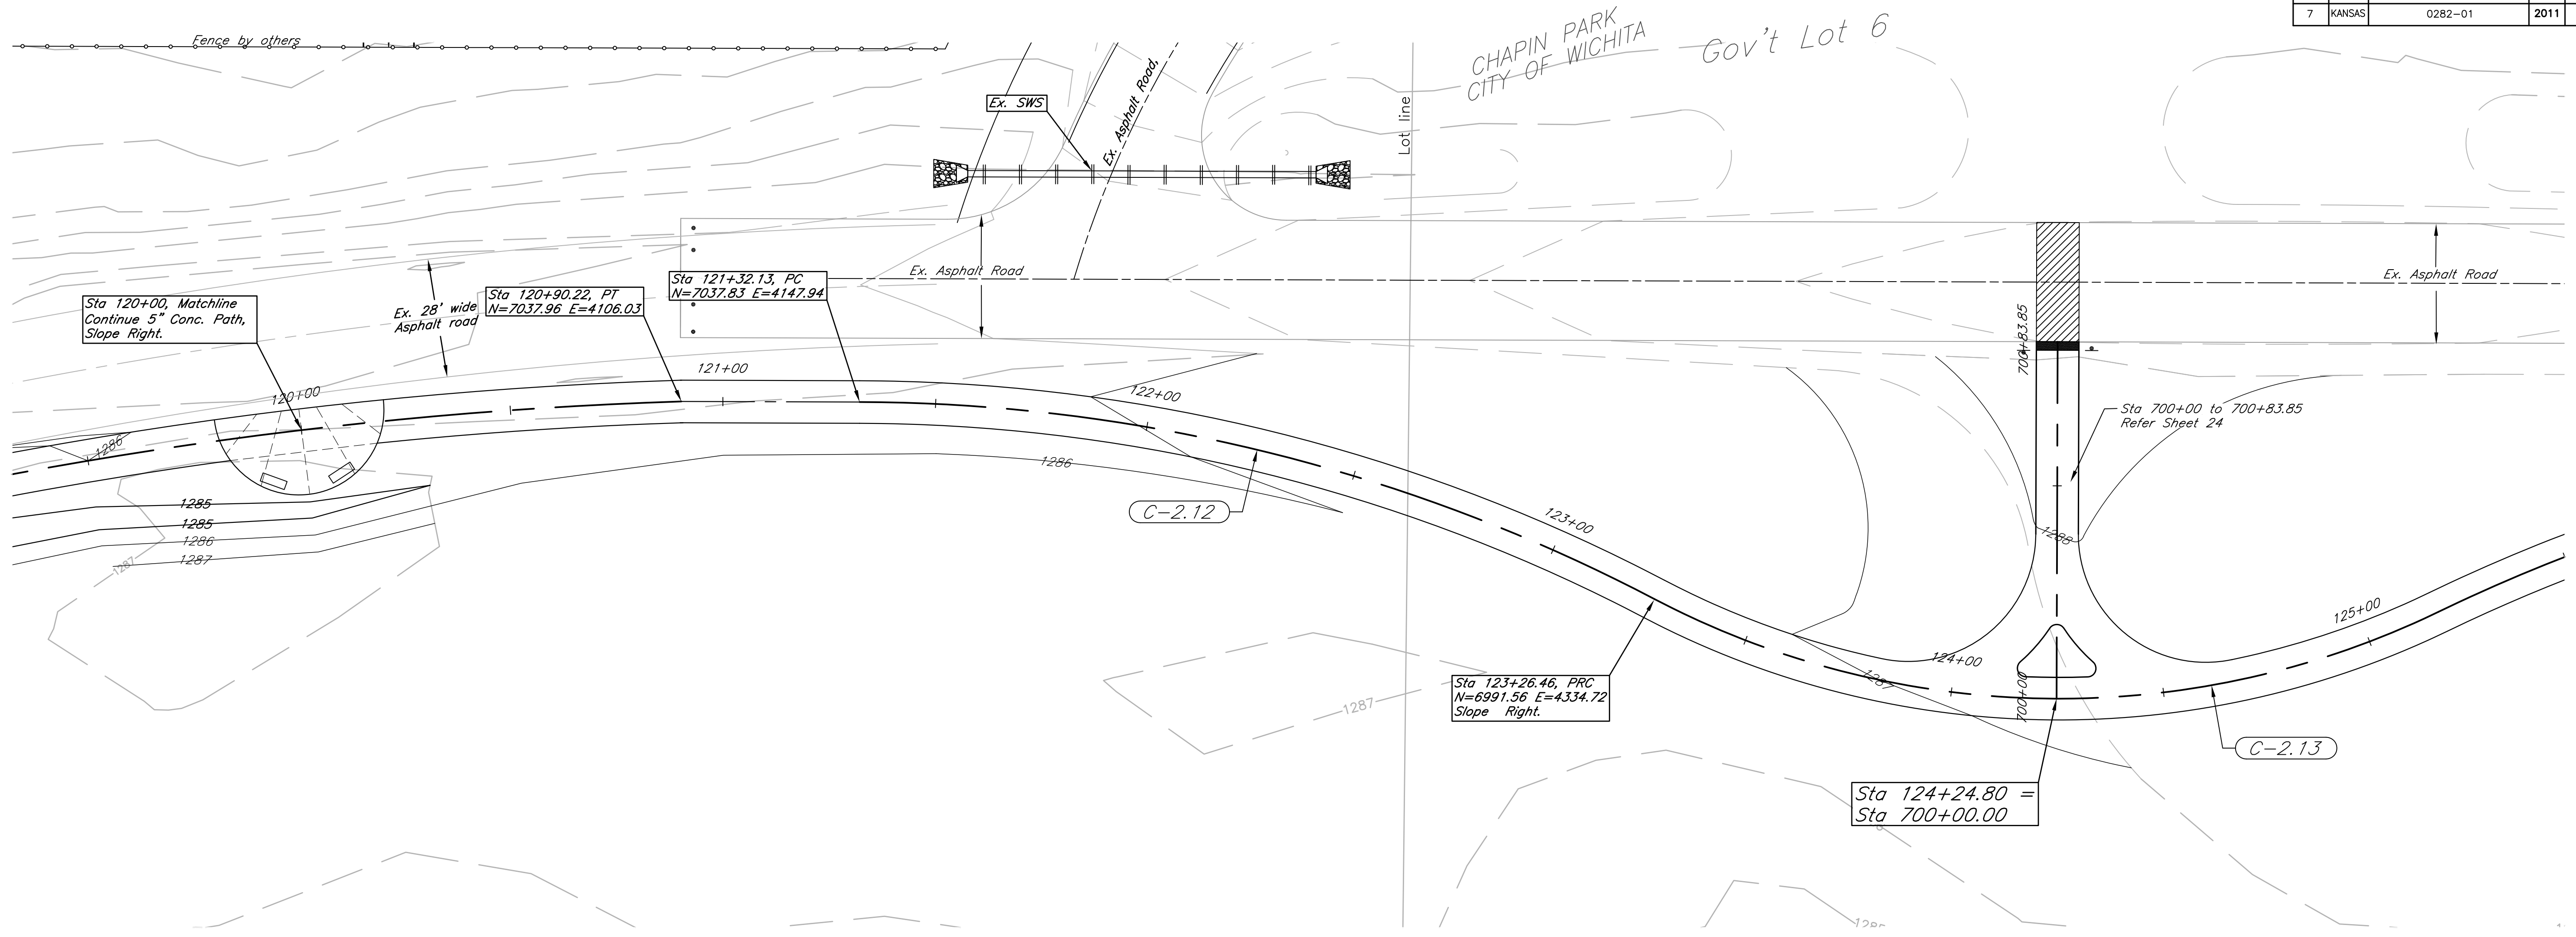 7 KANSAS 0282-01 2011
Fence by others
CHAPIN PARK
CITY OF WICHITA
Gov't Lot 6
Ex. SWS
Ex. Asphalt Road,
Lot line
Ex. Asphalt Road
Ex. Asphalt Road
Sta 120+00, Matchline
Continue 5" Conc. Path,
Slope Right.
Ex. 28' wide
Asphalt road
Sta 120+90.22, PT
N=7037.96 E=4106.03
Sta 121+32.13, PC
N=7037.83 E=4147.94
700+83.85
121+00
120+00
122+00
Sta 700+00 to 700+83.85
Refer Sheet 24
1286
1286
1285
1285
1286
1287
1287
C-2.12
123+00
1288
125+00
124+00
1287
700+00
Sta 123+26.46, PRC
N=6991.56 E=4334.72
Slope Right.
1287
C-2.13
Sta 124+24.80 =
Sta 700+00.00